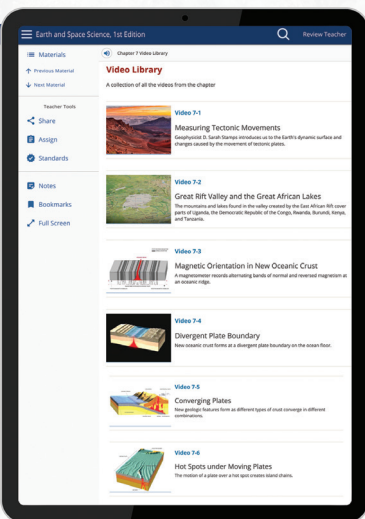 Earth and Space Science, 1st Edition
Review Teacher
Materials
Previous Material
Next Material
Teacher Tools
Share
Assign
Standards
Notes
Bookmarks
Full Screen
Chapter 7 Video Library
Video Library
A collection of all the videos from the chapter
Video 7-1
Measuring Tectonic Movements
Geophysicist D. Sarah Stamps introduces us to the Earth's dynamic surface and
changes caused by the movement of tectonic plates.
Video 7-2
Great Rift Valley and the Great African Lakes
The mountains and lakes found in the valley created by the East African Rift cover
parts of Uganda, the Democratic Republic of the Congo, Rwanda, Burundi, Kenya,
and Tanzania.
Video 7-3
Magnetic Orientation in New Oceanic Crust
A magnetometer records alternating bands of normal and reversed magnetism at
an oceanic ridge.
Video 7-4
Divergent Plate Boundary
New oceanic crust forms at a divergent plate boundary on the ocean floor.
Video 7-5
Converging Plates
New geologic features form as different types of crust converge in different
combinations.
Video 7-6
Hot Spots under Moving Plates
The motion of a plate over a hot spot creates island chains.